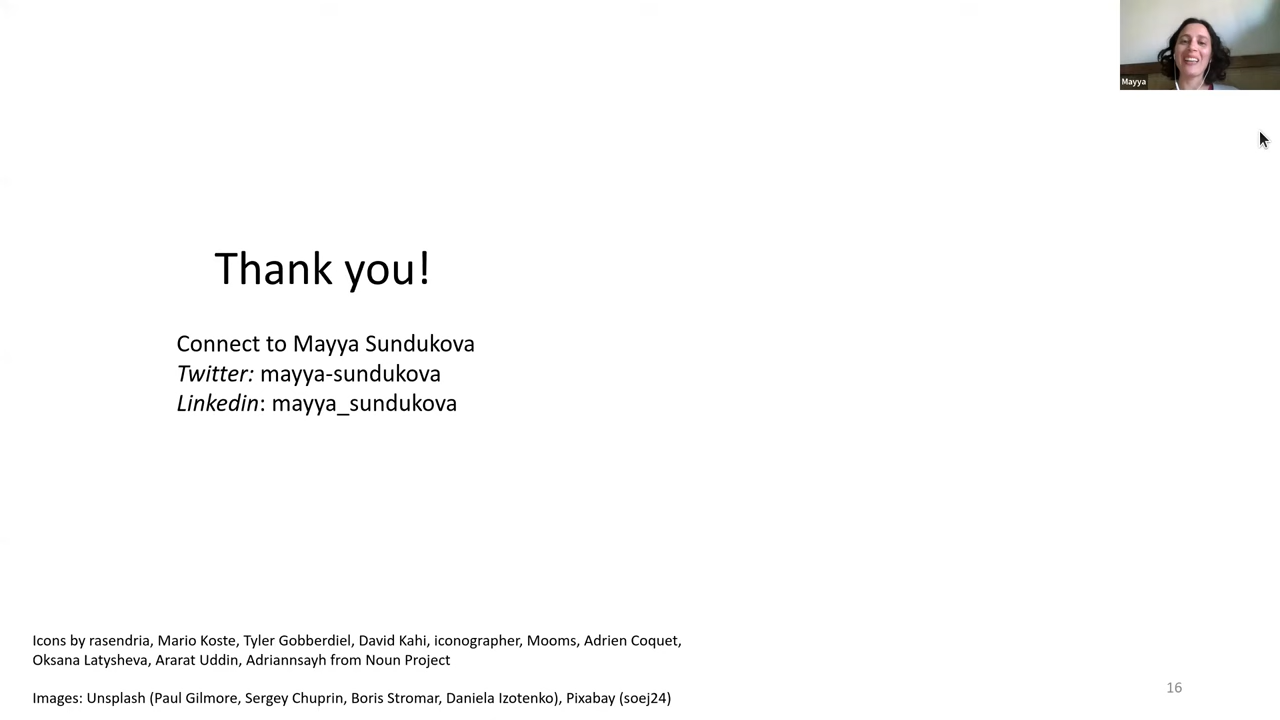 Mayya
Thank you!
Connect to Mayya Sundukova
Twitter: mayya-sundukova
Linkedin: mayya_sundukova
Icons by rasendria, Mario Koste, Tyler Gobberdiel, David Kahi, iconographer, Mooms, Adrien Coquet,
Oksana Latysheva, Ararat Uddin, Adriannsayh from Noun Project
Images: Unsplash (Paul Gilmore, Sergey Chuprin, Boris Stromar, Daniela Izotenko), Pixabay (soej24)
16